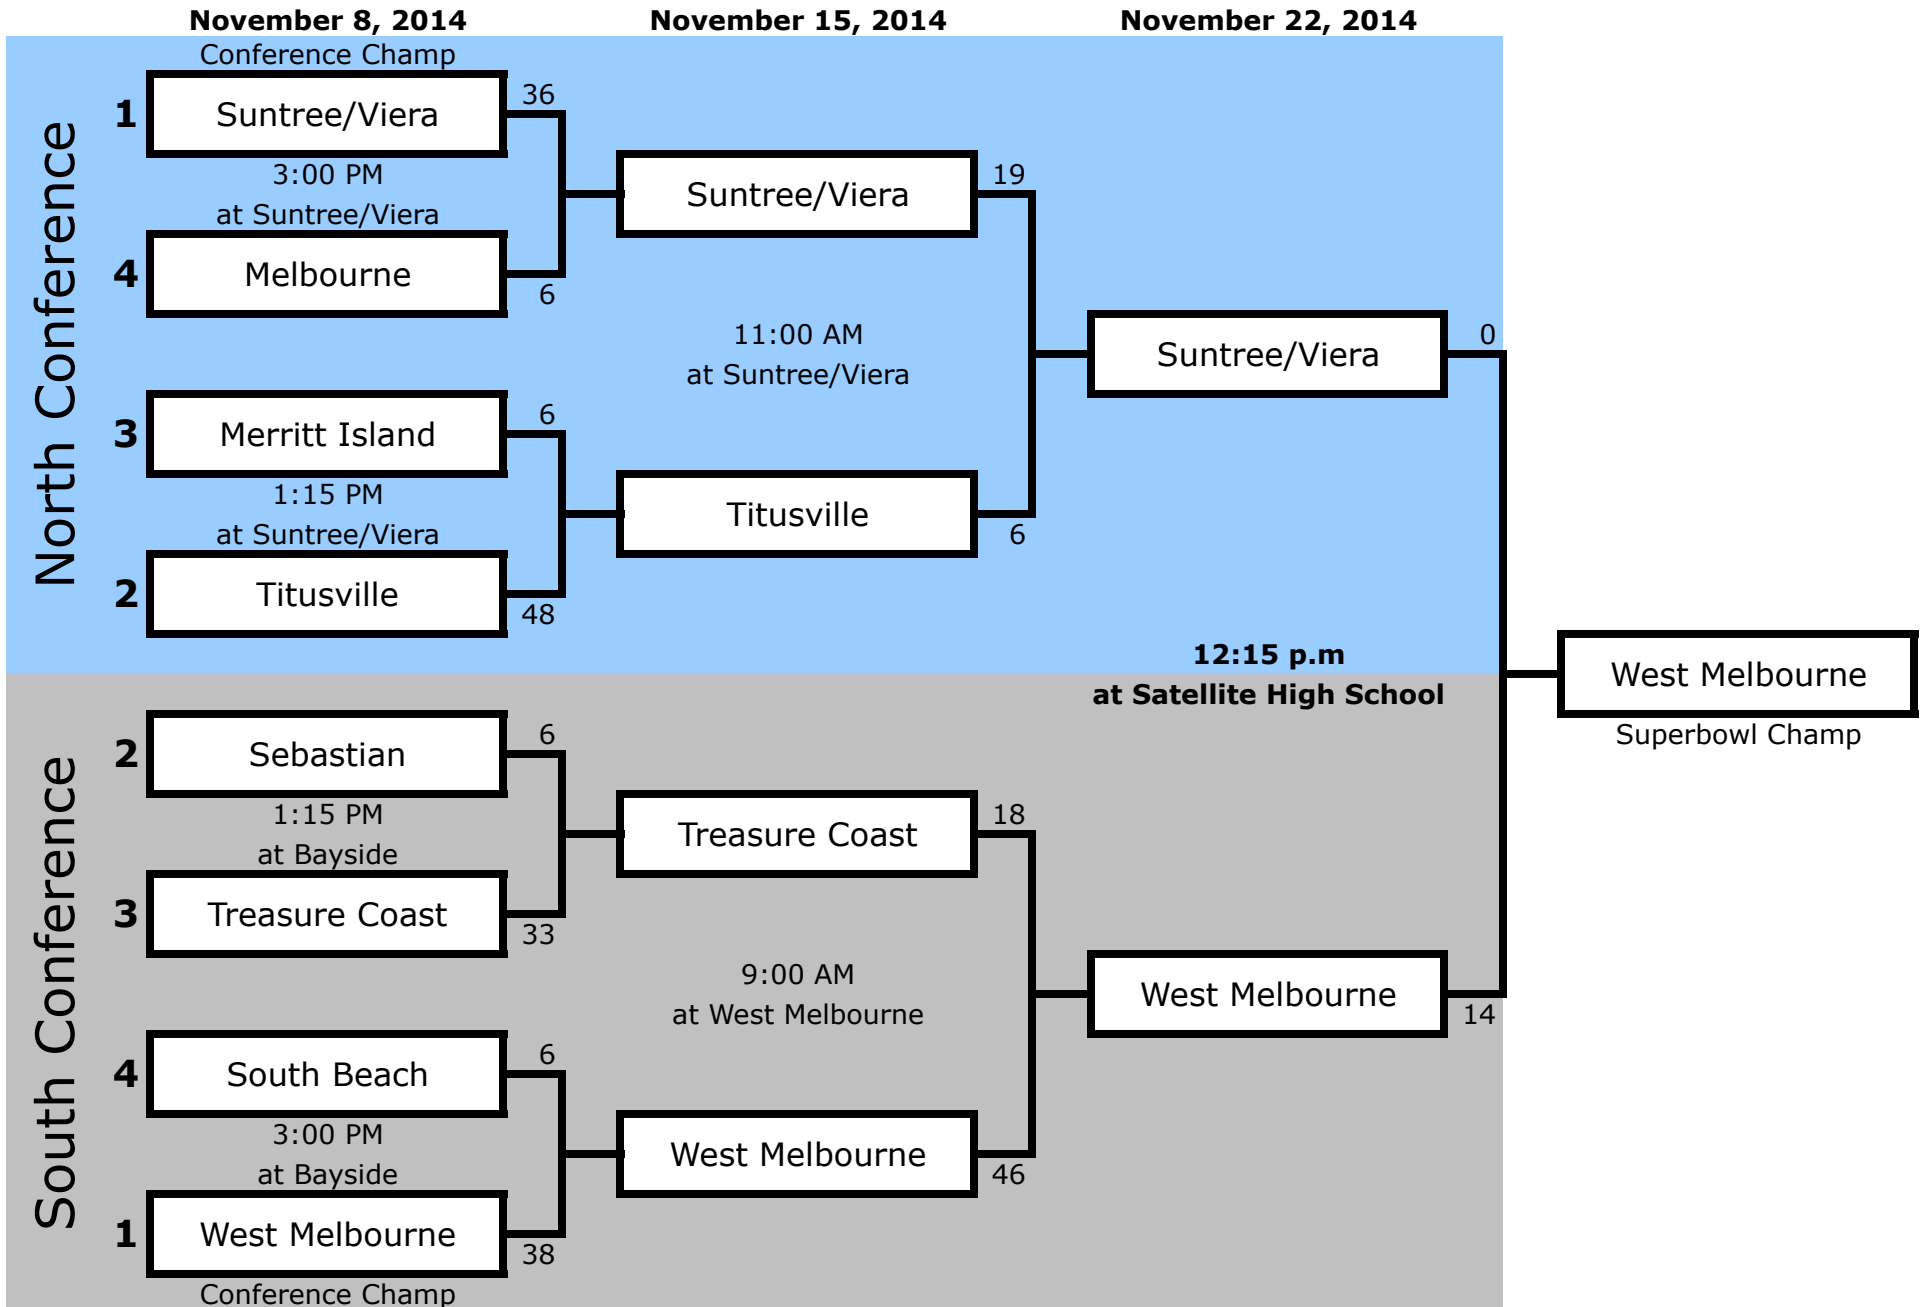 November 8, 2014
November 15, 2014
November 22, 2014
North Conference
Conference Champ
1
Suntree/Viera
36
3:00 PM
at Suntree/Viera
4
Melbourne
6
3
Merritt Island
6
1:15 PM
at Suntree/Viera
2
Titusville
48
Suntree/Viera
19
11:00 AM
at Suntree/Viera
Titusville
6
Suntree/Viera
0
12:15 p.m
at Satellite High School
West Melbourne
Superbowl Champ
South Conference
2
Sebastian
6
1:15 PM
at Bayside
3
Treasure Coast
33
4
South Beach
6
3:00 PM
at Bayside
1
West Melbourne
38
Conference Champ
Treasure Coast
18
9:00 AM
at West Melbourne
West Melbourne
46
West Melbourne
14